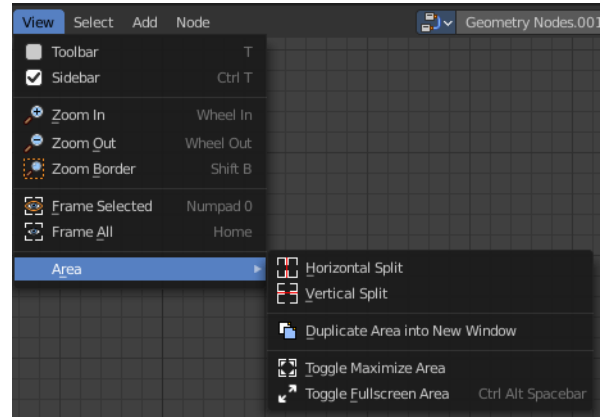 View Select Add Node Geometry Nodes.001
Toolbar T
Sidebar Ctrl T
Zoom In Wheel In
Zoom Out Wheel Out
Zoom Border Shift B
Frame Selected Numpad 0
Frame All Home
Area
Horizontal Split
Vertical Split
Duplicate Area into New Window
Toggle Maximize Area
Toggle Fullscreen Area Ctrl Alt Spacebar